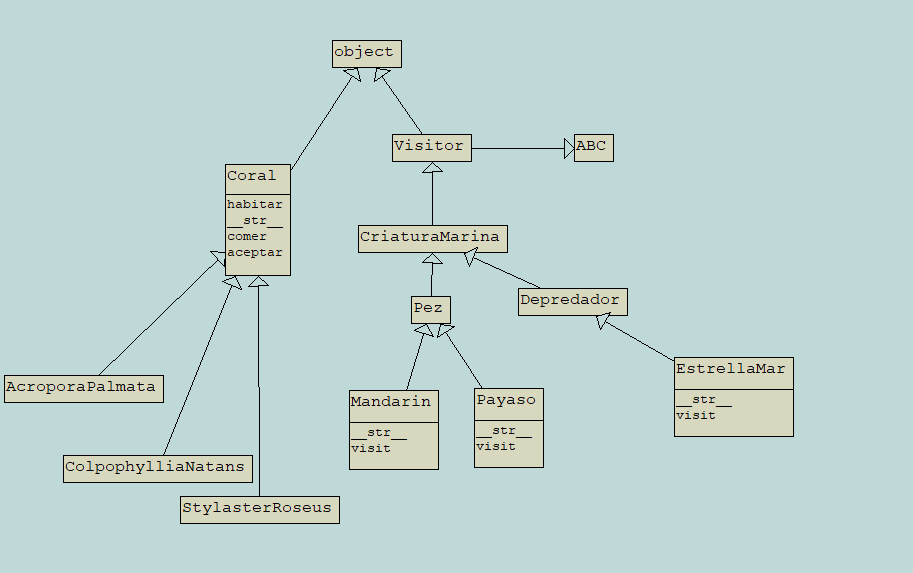 object
Visitor
ABC
Coral
habitar
__str__
comer
aceptar
CriaturaMarina
Pez
Depredador
AcroporaPalmata
Mandarin
__str__
visit
Payaso
__str__
visit
EstrellaMar
__str__
visit
ColpophylliaNatans
StylasterRoseus